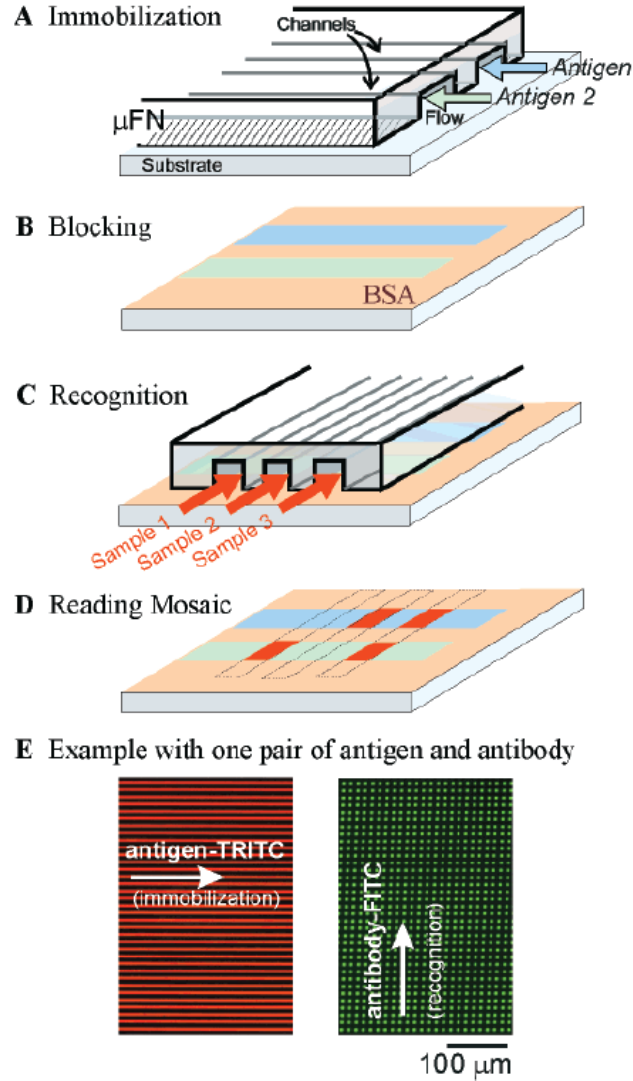 A Immobilization
Channels
Antigen
Antigen 2
Flow
μFN
Substrate
B Blocking
BSA
C Recognition
Sample 1
Sample 2
Sample 3
D Reading Mosaic
E Example with one pair of antigen and antibody
antigen-TRITC
(immobilization)
antibody-FITC
(recognition)
100 μm